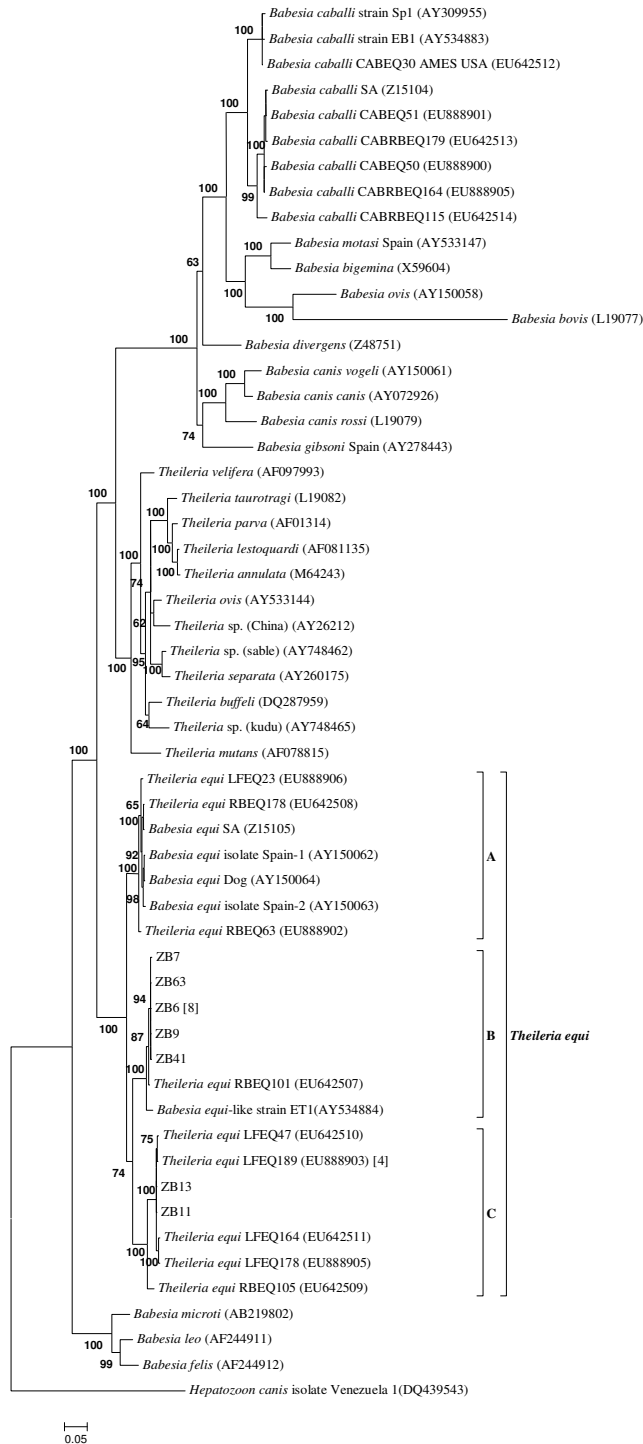 Babesia caballi strain Sp1 (AY309955)
Babesia caballi strain EB1 (AY534883)
Babesia caballi CABEQ30 AMES USA (EU642512)
Babesia caballi SA (Z15104)
100
Babesia caballi CABEQ51 (EU888901)
Babesia caballi CABRBEQ179 (EU642513)
100
Babesia caballi CABEQ50 (EU888900)
Babesia caballi CABRBEQ164 (EU888905)
99
100
Babesia caballi CABRBEQ115 (EU642514)
Babesia motasi Spain (AY533147)
100
63
Babesia bigemina (X59604)
100
Babesia ovis (AY150058)
100
Babesia bovis (L19077)
Babesia divergens (Z48751)
100
Babesia canis vogeli (AY150061)
100
Babesia canis canis (AY072926)
100
Babesia canis rossi (L19079)
74
Babesia gibsoni Spain (AY278443)
Theileria velifera (AF097993)
100
Theileria taurotragi (L19082)
100
Theileria parva (AF01314)
100
Theileria lestoquardi (AF081135)
100
100
Theileria annulata (M64243)
74
Theileria ovis (AY533144)
62
Theileria sp. (China) (AY26212)
Theileria sp. (sable) (AY748462)
100
95
100
Theileria separata (AY260175)
Theileria buffeli (DQ287959)
64
Theileria sp. (kudu) (AY748465)
100
Theileria mutans (AF078815)
Theileria equi LFEQ23 (EU888906)
65
Theileria equi RBEQ178 (EU642508)
100
Babesia equi SA (Z15105)
92
Babesia equi isolate Spain-1 (AY150062)
A
100
Babesia equi Dog (AY150064)
98
Babesia equi isolate Spain-2 (AY150063)
Theileria equi RBEQ63 (EU888902)
ZB7
ZB63
94
ZB6 [8]
100
87
ZB9
B
Theileria equi
ZB41
100
Theileria equi RBEQ101 (EU642507)
Babesia equi-like strain ET1(AY534884)
75
Theileria equi LFEQ47 (EU642510)
74
Theileria equi LFEQ189 (EU888903) [4]
ZB13
100
ZB11
C
Theileria equi LFEQ164 (EU642511)
100
100
Theileria equi LFEQ178 (EU888905)
Theileria equi RBEQ105 (EU642509)
Babesia microti (AB219802)
100
Babesia leo (AF244911)
99
Babesia felis (AF244912)
Hepatozoon canis isolate Venezuela 1(DQ439543)
0.05